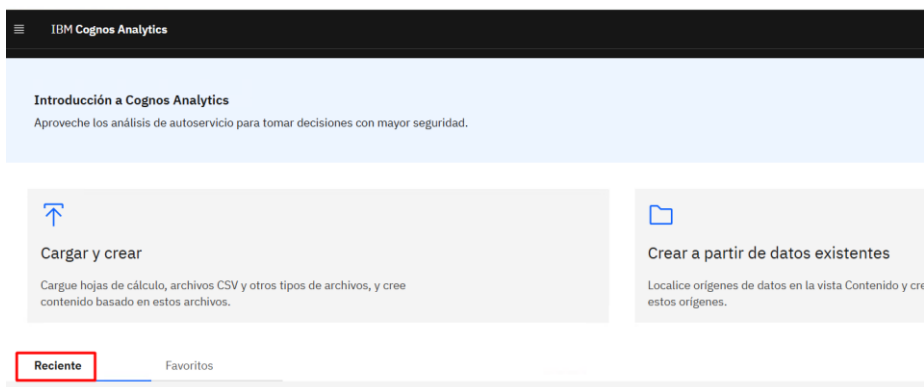 IBM Cognos Analytics
Introducción a Cognos Analytics
Aproveche los análisis de autoservicio para tomar decisiones con mayor seguridad.
Cargar y crear
Cargue hojas de cálculo, archivos CSV y otros tipos de archivos, y cree
contenido basado en estos archivos.
Crear a partir de datos existentes
Localice orígenes de datos en la vista Contenido y cre
estos orígenes.
Reciente
Favoritos